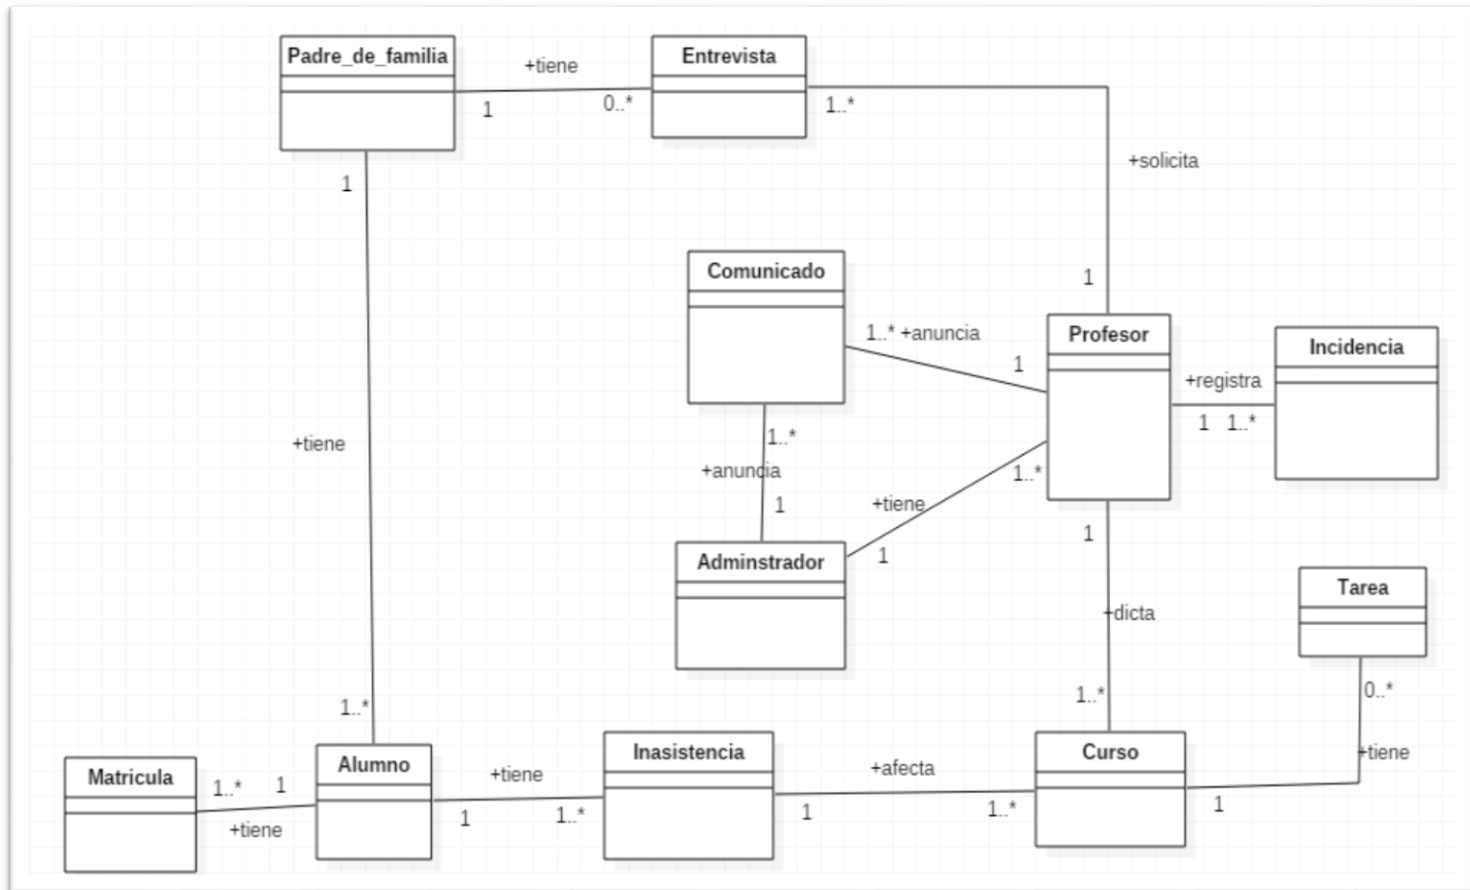 Padre_de_familia
+tiene
1
0..*
Entrevista
1..*
+solicita
1
1
Comunicado
1..* +anuncia
1
Profesor
+registra
1 1..*
Incidencia
1..*
+anuncia
1
+tiene
1..*
1
Adminstrador
+tiene
1
+dicta
1..*
Tarea
0..*
+tiene
1..*
Matricula
1..*
1
+tiene
Alumno
+tiene
1
1..*
Inasistencia
+afecta
1
1..*
Curso
1